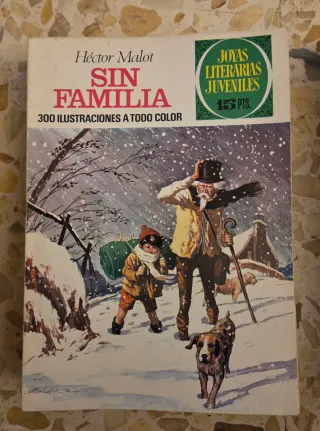 Héctor Malot
SIN
FAMILIA
300 ILUSTRACIONES A TODO COLOR
JOYAS
LITERARIAS
JUVENILES
15 PTS.